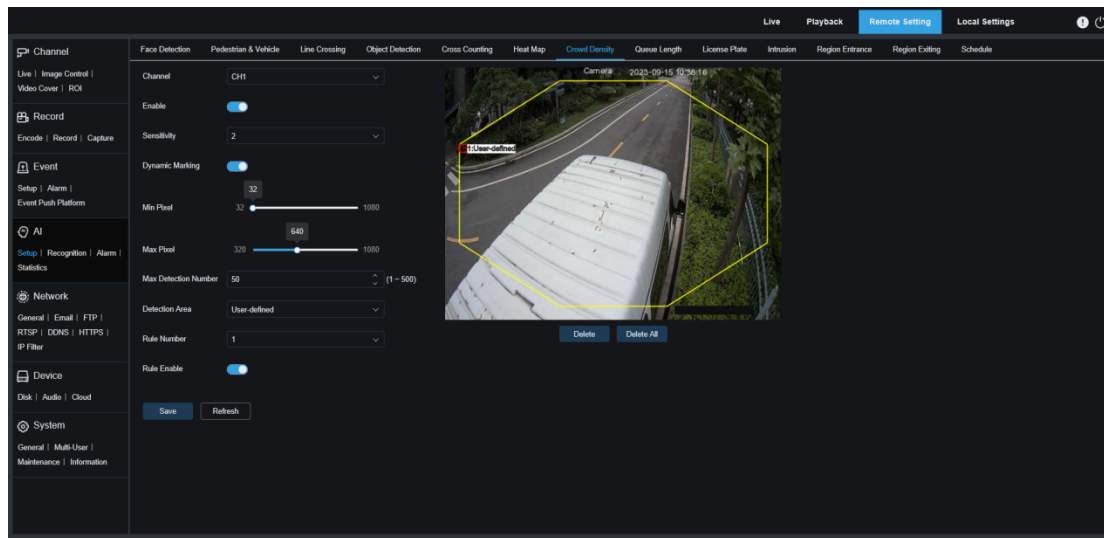 Live Playback Remote Setting Local Settings
Channel
Live | Image Control |
Video Cover | ROI
Record
Encode | Record | Capture
Event
Setup | Alarm |
Event Push Platform
AI
Setup | Recognition | Alarm |
Statistics
Network
General | Email | FTP |
RTSP | DDNS | HTTPS |
IP Filter
Device
Disk | Audio | Cloud
System
General | Multi-User |
Maintenance | Information
Face Detection Pedestrian & Vehicle Line Crossing Object Detection Cross Counting Heat Map Crowd Density Queue Length License Plate Intrusion Region Entrance Region Exiting Schedule
Channel CH1
Enable
Sensitivity 2
Dynamic Marking
32
Min Pixel 32 1080
640
Max Pixel 320 1080
Max Detection Number 50 (1 ~ 500)
Detection Area User-defined
Rule Number 1
Rule Enable
Save Refresh
Camera 2023-09-15 10:36:16
1:User-defined
Delete Delete All